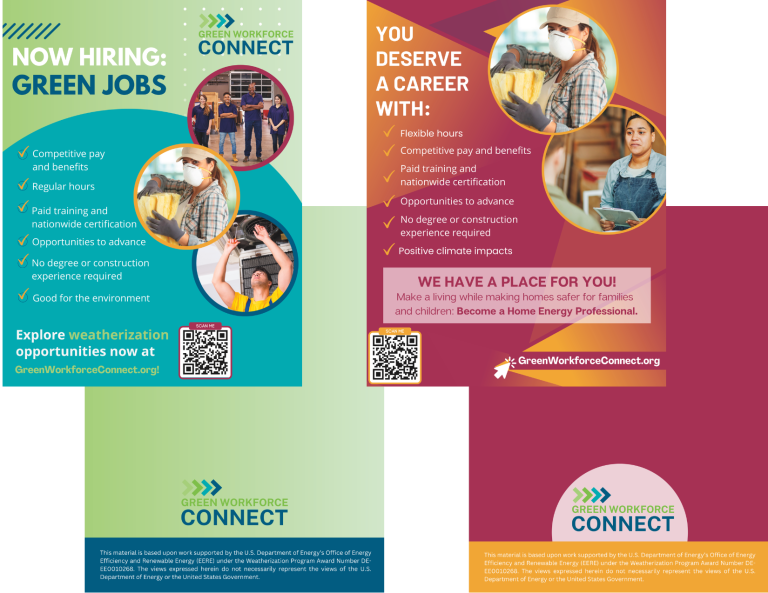 GREEN WORKFORCE
CONNECT
NOW HIRING:
GREEN JOBS
Competitive pay
and benefits
Regular hours
Paid training and
nationwide certification
Opportunities to advance
No degree or construction
experience required
Good for the environment
Explore weatherization
opportunities now at
GreenWorkforceConnect.org!
SCAN ME
YOU
DESERVE
A CAREER
WITH:
Flexible hours
Competitive pay and benefits
Paid training and
nationwide certification
Opportunities to advance
No degree or construction
experience required
Positive climate impacts
WE HAVE A PLACE FOR YOU!
Make a living while making homes safer for families
and children: Become a Home Energy Professional.
SCAN ME
GreenWorkforceConnect.org
GREEN WORKFORCE
CONNECT
This material is based upon work supported by the U.S. Department of Energy's Office of Energy
Efficiency and Renewable Energy (EERE) under the Weatherization Program Award Number DE-
EE0010268. The views expressed herein do not necessarily represent the views of the U.S.
Department of Energy or the United States Government.
GREEN WORKFORCE
CONNECT
This material is based upon work supported by the U.S. Department of Energy's Office of Energy
Efficiency and Renewable Energy (EERE) under the Weatherization Program Award Number DE-
EE0010268. The views expressed herein do not necessarily represent the views of the U.S.
Department of Energy or the United States Government.